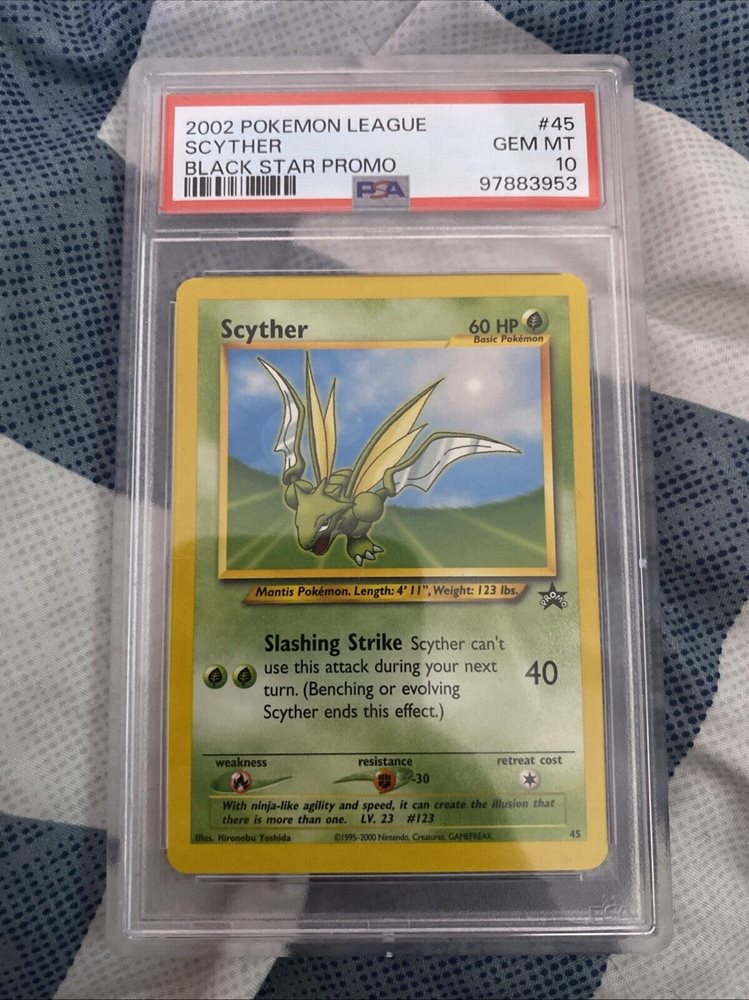 2002 POKEMON LEAGUE #45
SCYTHER GEM MT
BLACK STAR PROMO 10
PSA 97883953
Scyther 60 HP
Basic Pokémon
Mantis Pokémon. Length: 4' 11", Weight: 123 lbs.
PROMO
Slashing Strike Scyther can't
use this attack during your next
turn. (Benching or evolving
Scyther ends this effect.)
40
weakness resistance retreat cost
-30
With ninja-like agility and speed, it can create the illusion that
there is more than one. LV. 23 #123
Illus. Hironobu Yoshida ©1995-2000 Nintendo, Creatures, GAMEFREAK. 45
PSA